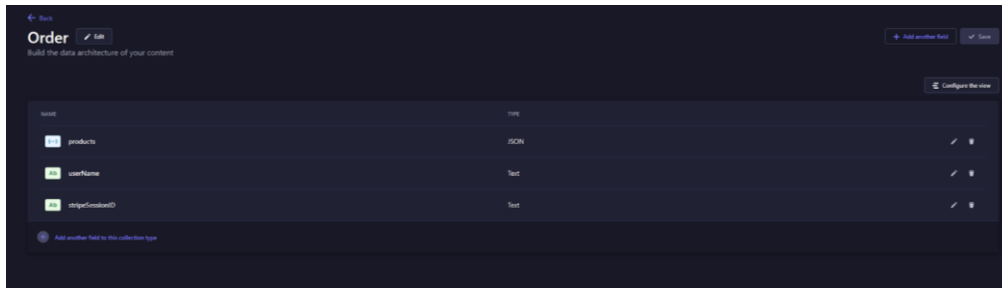 Back
Order Edit
Build the data architecture of your content
Add another field Save
Configure the view
NAME TYPE
products JSON
Ab userName Text
Ab stripeSessionID Text
Add another field to this collection type